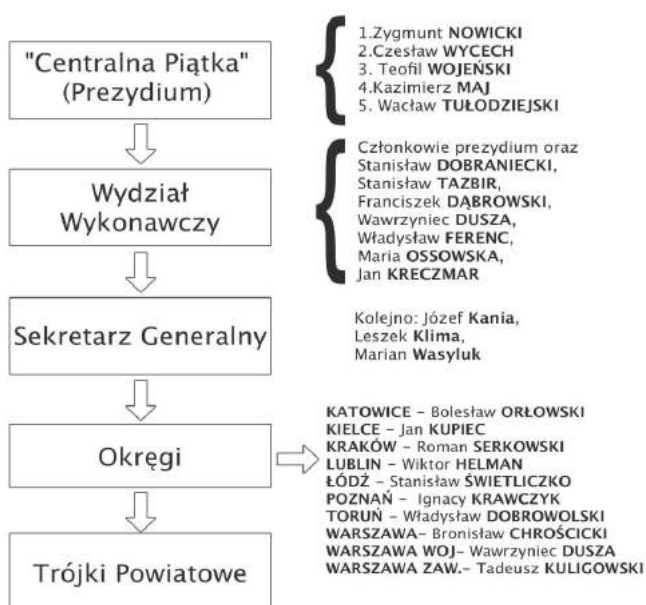 "Centralna Piątka"
(Prezydium)
1.Zygmunt NOWICKI
2.Czesław WYCECH
3. Teofil WOJEŃSKI
4.Kazimierz MAJ
5. Wacław TUŁODZIEJSKI
Wydział
Wykonawczy
Członkowie prezydium oraz
Stanisław DOBRANIECKI,
Stanisław TAZBIR,
Franciszek DĄBROWSKI,
Wawrzyniec DUSZA,
Władysław FERENC,
Maria OSSOWSKA,
Jan KRECZMAR
Sekretarz Generalny
Kolejno: Józef Kania,
Leszek Klima,
Marian Wasyluk
Okręgi
KATOWICE – Bolesław ORŁOWSKI
KIELCE – Jan KUPIEC
KRAKÓW – Roman SERKOWSKI
LUBLIN – Wiktor HELMAN
ŁÓDŹ – Stanisław ŚWIETLICZKO
POZNAŃ – Ignacy KRAWCZYK
TORUŃ – Władysław DOBROWOLSKI
WARSZAWA– Bronisław CHROŚCICKI
WARSZAWA WOJ– Wawrzyniec DUSZA
WARSZAWA ZAW.– Tadeusz KULIGOWSKI
Trójki Powiatowe